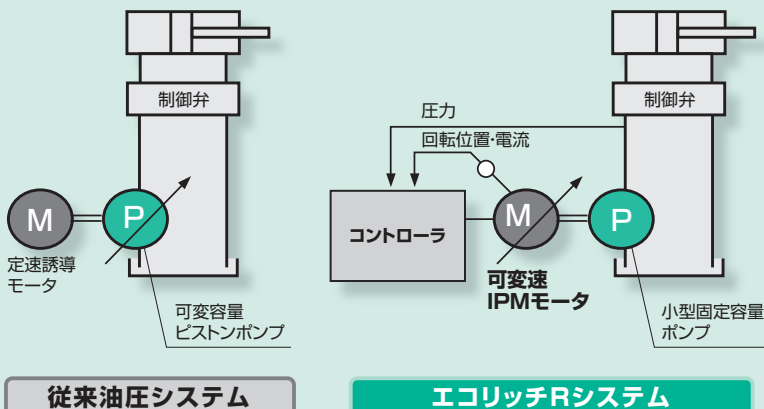 制御弁
M
P
定速誘導
モータ
可変容量
ピストンポンプ
従来油圧システム
制御弁
圧力
回転位置・電流
コントローラ
M
P
可変速
IPMモータ
小型固定容量
ポンプ
エコリッチRシステム